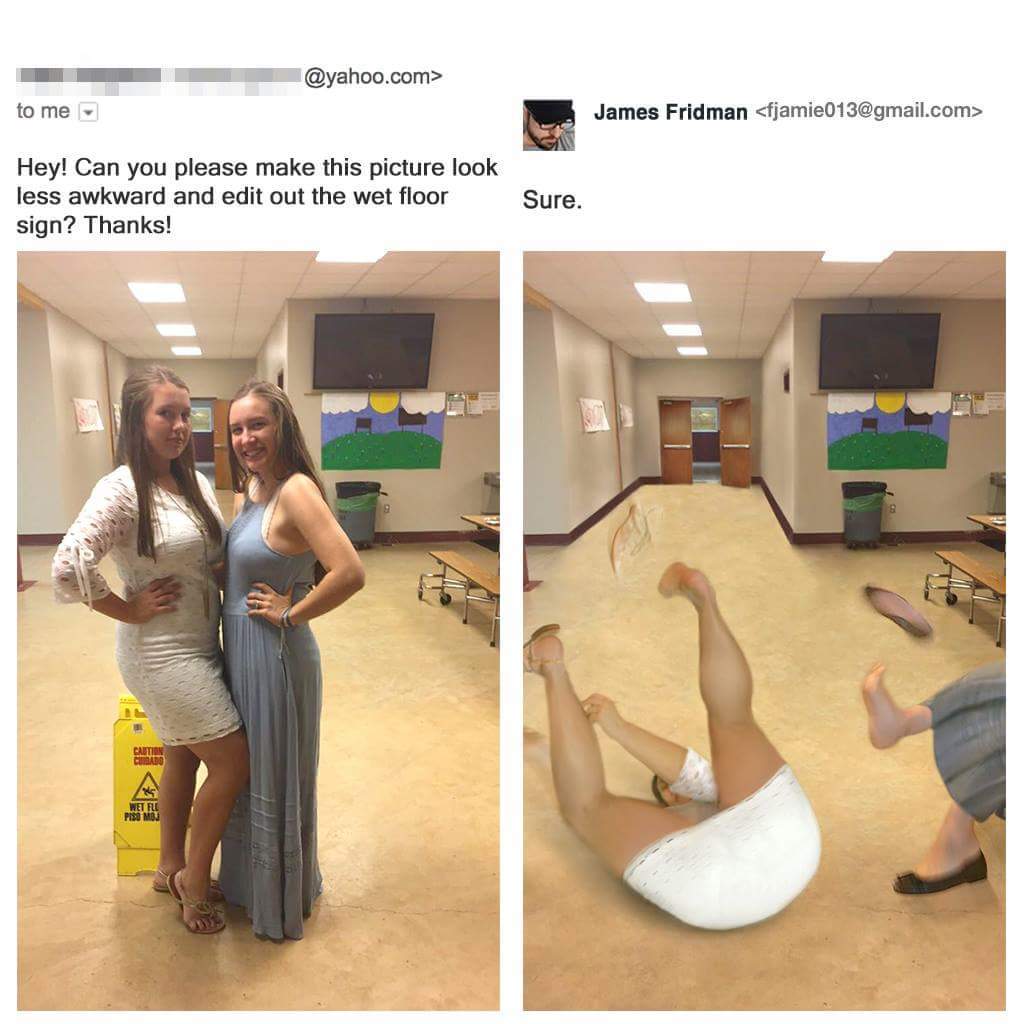 @yahoo.com>
to me
Hey! Can you please make this picture look
less awkward and edit out the wet floor
sign? Thanks!
James Fridman <fjamie013@gmail.com>
Sure.
CAUTION
CUIDADO
WET FLO
PISO MOJ